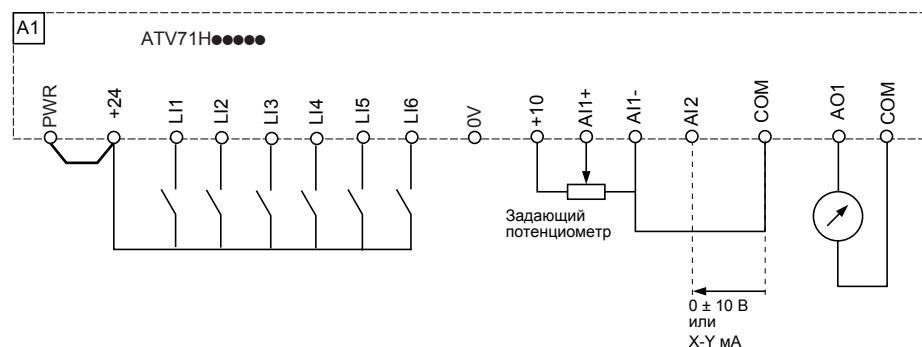 A1
ATV71H●●●●●
PWR
+24
LI1
LI2
LI3
LI4
LI5
LI6
0V
+10
AI1+
AI1-
AI2
COM
AO1
COM
Задающий
потенциометр
0 ± 10 В
или
X-Y мА